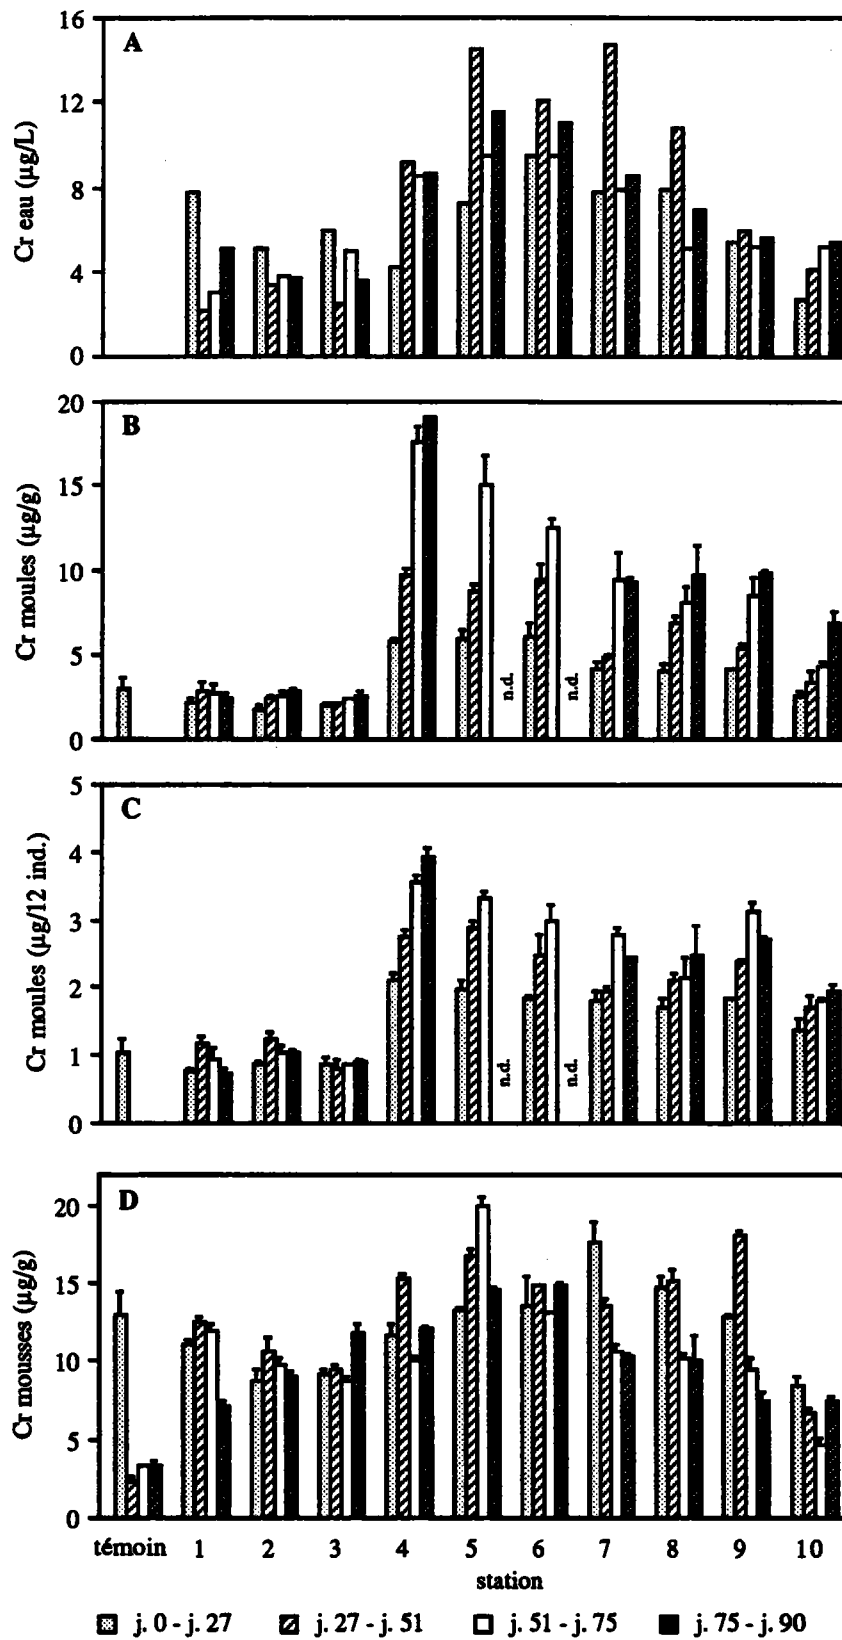 A
Cr eau (µg/L)
16
12
8
4
0
B
Cr moules (µg/g)
20
15
10
5
0
n.d.
n.d.
C
Cr moules (µg/12 ind.)
5
4
3
2
1
0
n.d.
n.d.
D
Cr mousses (µg/g)
20
15
10
5
0
témoin 1 2 3 4 5 6 7 8 9 10
station
j. 0 - j. 27 j. 27 - j. 51 j. 51 - j. 75 j. 75 - j. 90